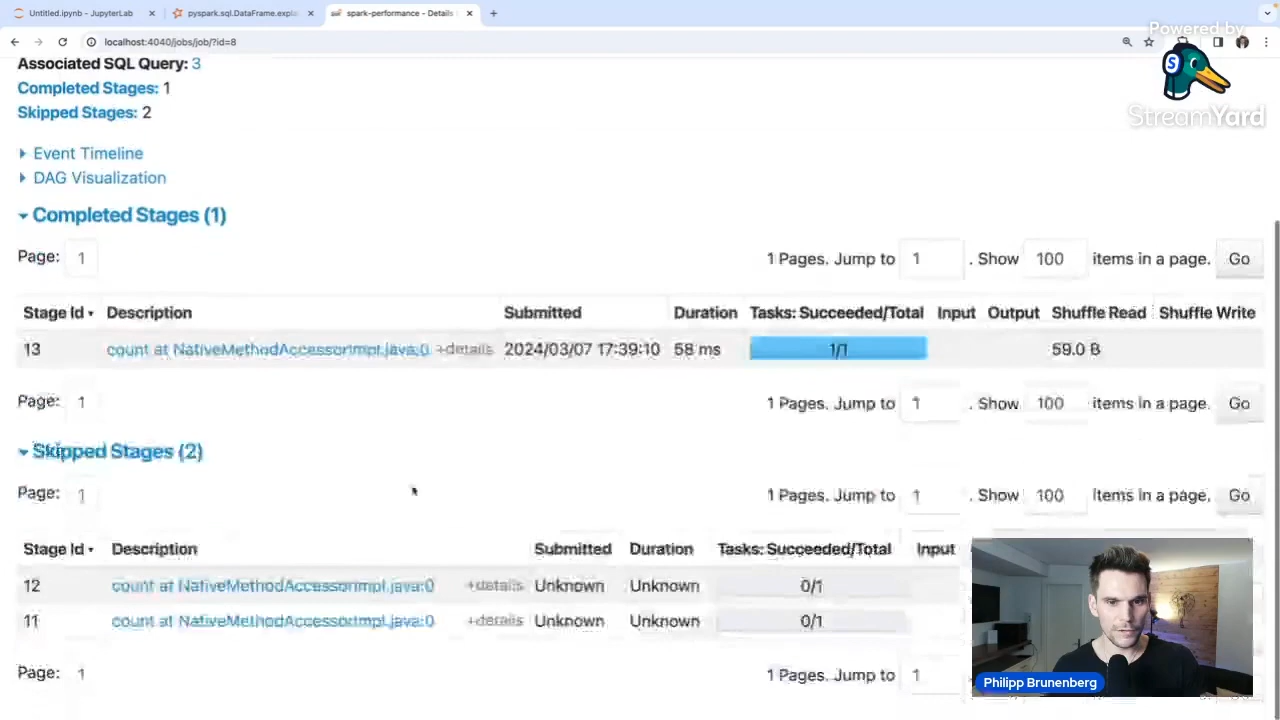 Untitled.ipynb - JupyterLab
pyspark.sql.DataFrame.expla
spark-performance - Details
localhost:4040/jobs/job/?id=8
Powered by
StreamYard
Associated SQL Query: 3
Completed Stages: 1
Skipped Stages: 2
Event Timeline
DAG Visualization
Completed Stages (1)
Page: 1
1 Pages. Jump to 1 . Show 100 items in a page. Go
Stage Id Description Submitted Duration Tasks: Succeeded/Total Input Output Shuffle Read Shuffle Write
13 count at NativeMethodAccessorImpl.java:0 +details 2024/03/07 17:39:10 58 ms 1/1 59.0 B
Page: 1
1 Pages. Jump to 1 . Show 100 items in a page. Go
Skipped Stages (2)
Page: 1
1 Pages. Jump to 1 . Show 100 items in a page. Go
Stage Id Description Submitted Duration Tasks: Succeeded/Total Input
12 count at NativeMethodAccessorImpl.java:0 +details Unknown Unknown 0/1
11 count at NativeMethodAccessorImpl.java:0 +details Unknown Unknown 0/1
Page: 1
1 Pages. Jump to 1
Philipp Brunenberg